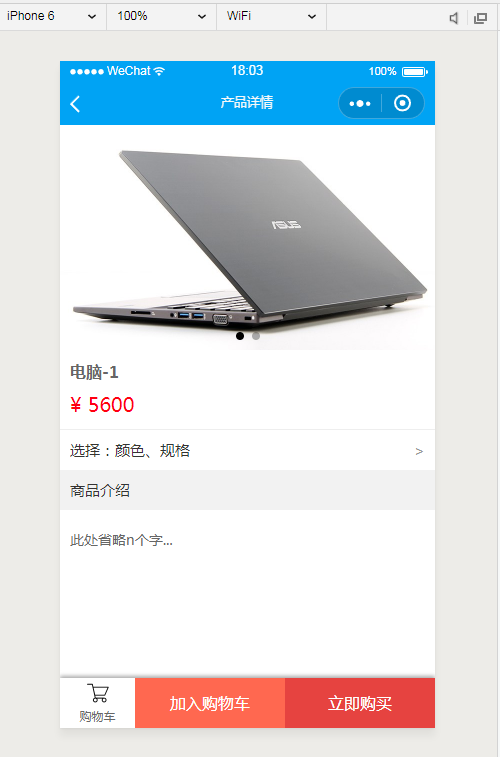 iPhone 6 100% WiFi
WeChat 18:03 100%
产品详情
ASUS
电脑-1
¥ 5600
选择：颜色、规格 >
商品介绍
此处省略n个字...
购物车 加入购物车 立即购买